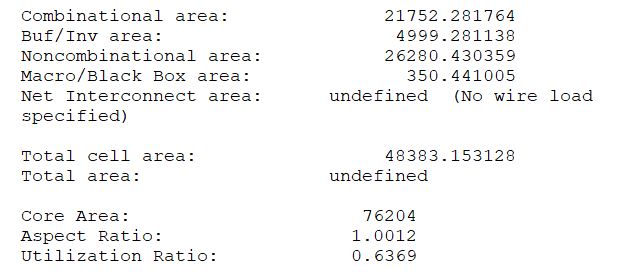 Combinational area: 21752.281764
Buf/Inv area: 4999.281138
Noncombinational area: 26280.430359
Macro/Black Box area: 350.441005
Net Interconnect area: undefined (No wire load
specified)
Total cell area: 48383.153128
Total area: undefined
Core Area: 76204
Aspect Ratio: 1.0012
Utilization Ratio: 0.6369